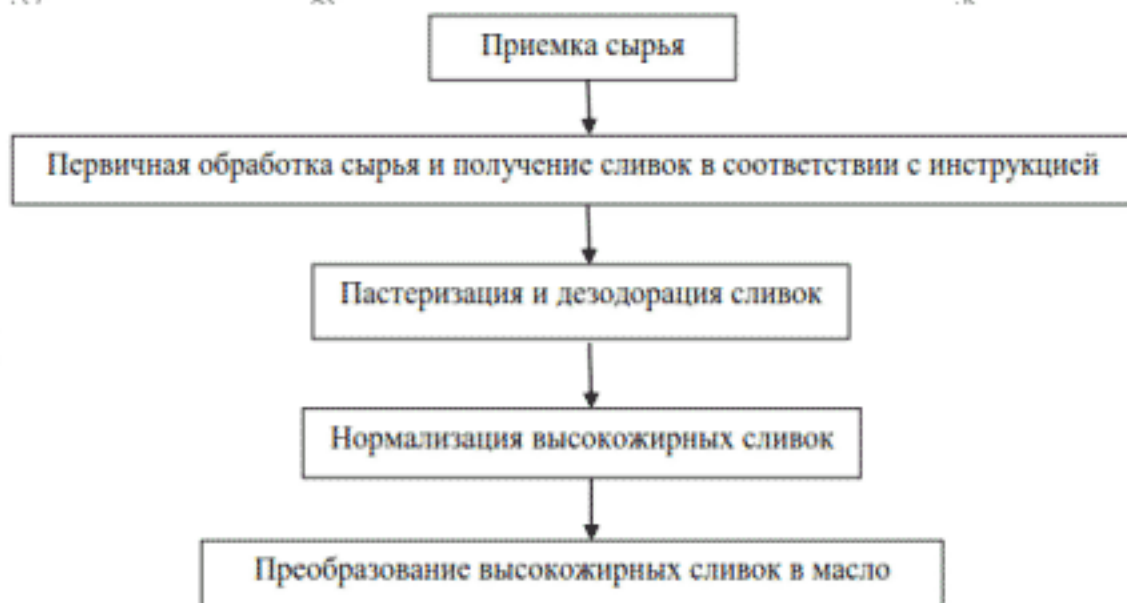 Приемка сырья
Первичная обработка сырья и получение сливок в соответствии с инструкцией
Пастеризация и дезодорация сливок
Нормализация высокожирных сливок
Преобразование высокожирных сливок в масло